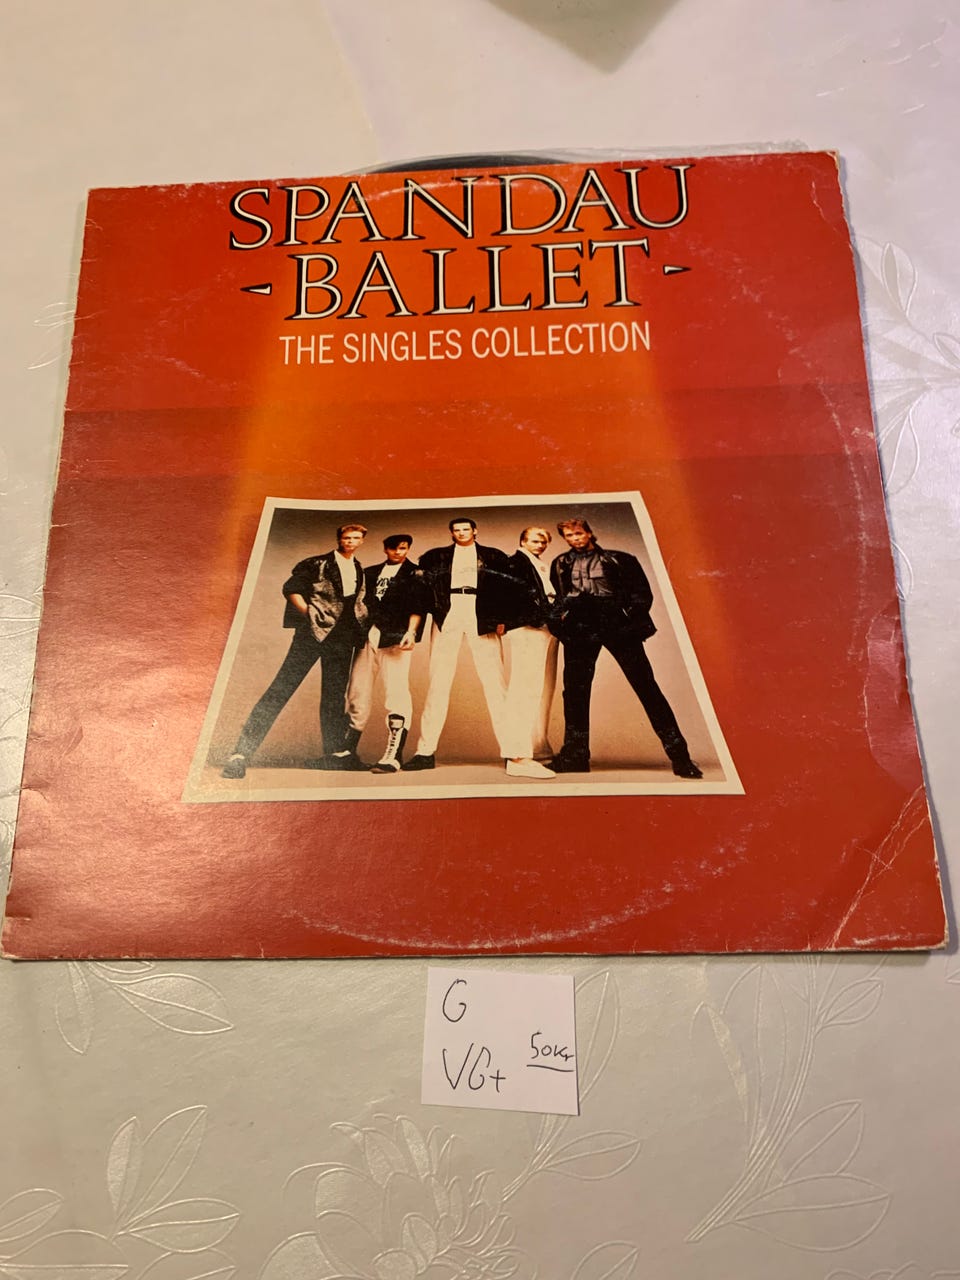 SPANDAU
- BALLET -
THE SINGLES COLLECTION
G
VG+ 50kr